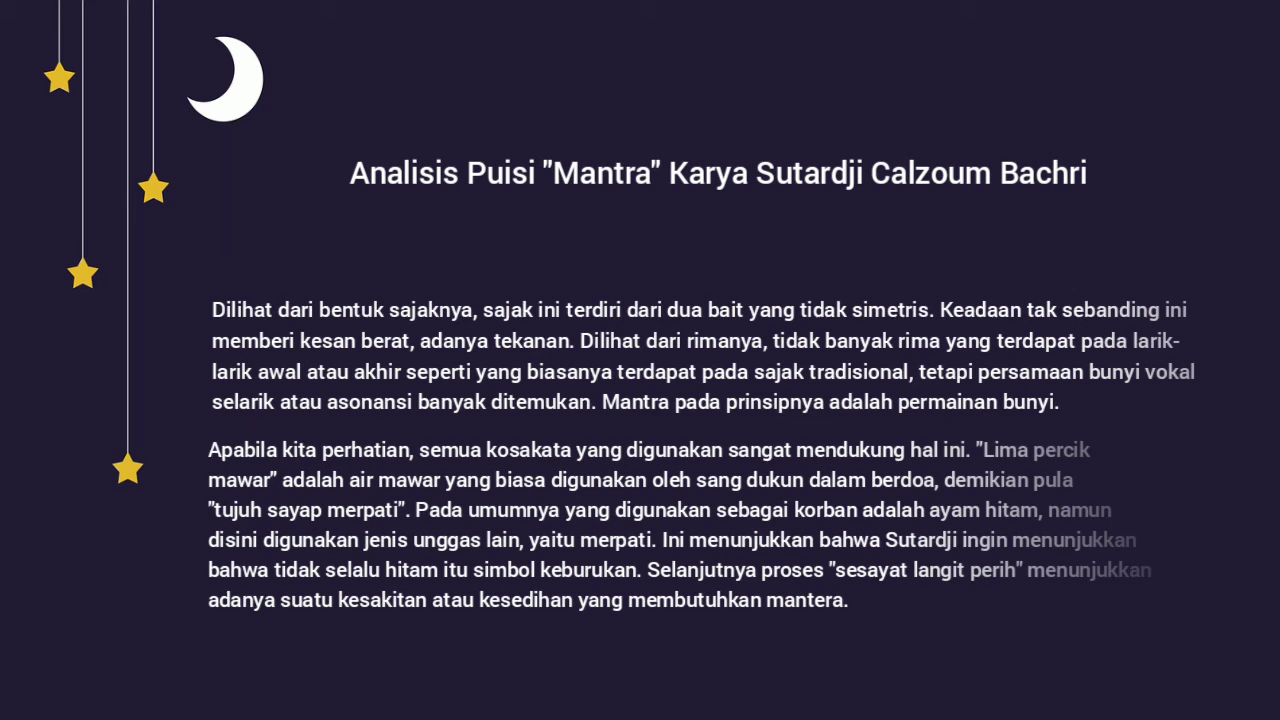 Analisis Puisi "Mantra" Karya Sutardji Calzoum Bachri
Dilihat dari bentuk sajaknya, sajak ini terdiri dari dua bait yang tidak simetris. Keadaan tak sebanding ini
memberi kesan berat, adanya tekanan. Dilihat dari rimanya, tidak banyak rima yang terdapat pada larik-
larik awal atau akhir seperti yang biasanya terdapat pada sajak tradisional, tetapi persamaan bunyi vokal
selarik atau asonansi banyak ditemukan. Mantra pada prinsipnya adalah permainan bunyi.
Apabila kita perhatian, semua kosakata yang digunakan sangat mendukung hal ini. "Lima percik
mawar" adalah air mawar yang biasa digunakan oleh sang dukun dalam berdoa, demikian pula
"tujuh sayap merpati". Pada umumnya yang digunakan sebagai korban adalah ayam hitam, namun
disini digunakan jenis unggas lain, yaitu merpati. Ini menunjukkan bahwa Sutardji ingin menunjukkan
bahwa tidak selalu hitam itu simbol keburukan. Selanjutnya proses "sesayat langit perih" menunjukkan
adanya suatu kesakitan atau kesedihan yang membutuhkan mantera.